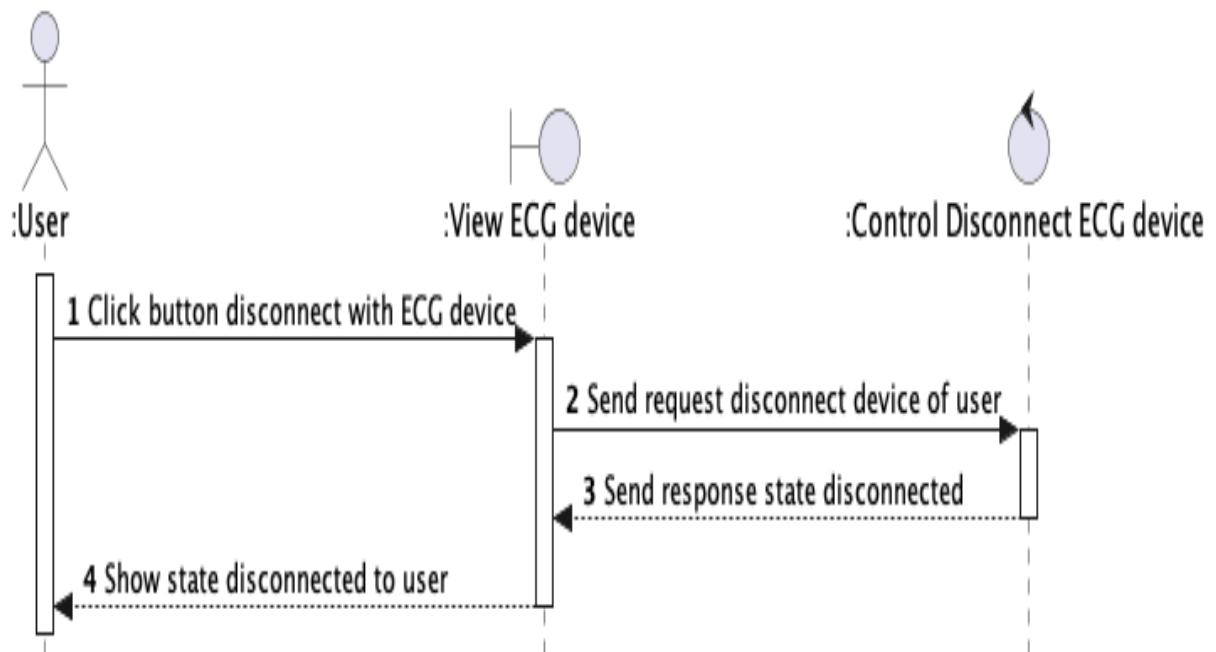 :User
:View ECG device
:Control Disconnect ECG device
1 Click button disconnect with ECG device
2 Send request disconnect device of user
3 Send response state disconnected
4 Show state disconnected to user